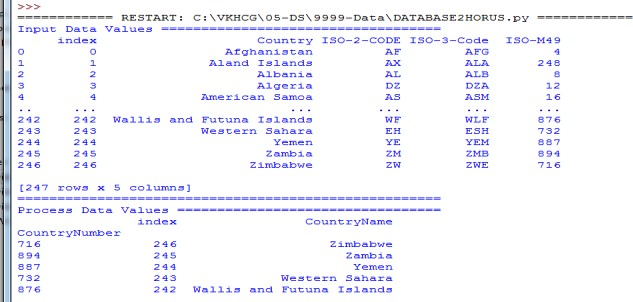 >>>
============ RESTART: C:\VKHCG\05-DS\9999-Data\DATABASE2HORUS.py ============
Input Data Values ===================================
index Country ISO-2-CODE ISO-3-Code ISO-M49
0 0 Afghanistan AF AFG 4
1 1 Aland Islands AX ALA 248
2 2 Albania AL ALB 8
3 3 Algeria DZ DZA 12
4 4 American Samoa AS ASM 16
.. ... ... ... ... ...
242 242 Wallis and Futuna Islands WF WLF 876
243 243 Western Sahara EH ESH 732
244 244 Yemen YE YEM 887
245 245 Zambia ZM ZMB 894
246 246 Zimbabwe ZW ZWE 716
[247 rows x 5 columns]
=====================================================
Process Data Values =================================
index CountryName
CountryNumber
716 246 Zimbabwe
894 245 Zambia
887 244 Yemen
732 243 Western Sahara
876 242 Wallis and Futuna Islands